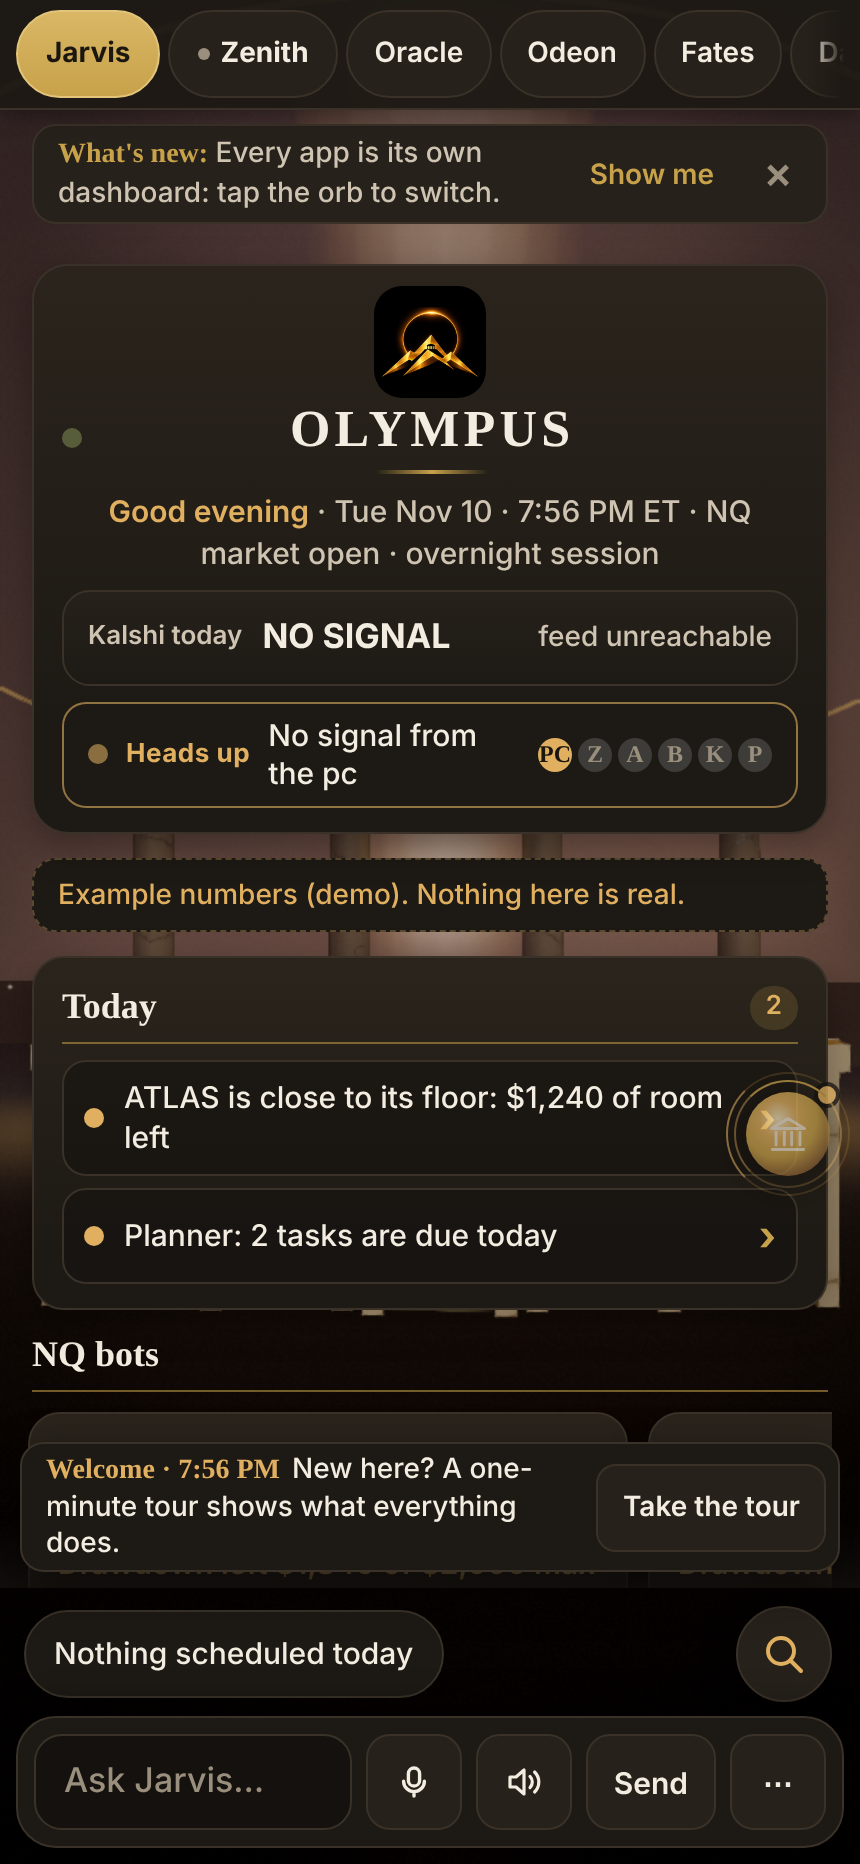 Jarvis
Zenith
Oracle
Odeon
Fates
What's new: Every app is its own
dashboard: tap the orb to switch.
Show me
×
OLYMPUS
Good evening · Tue Nov 10 · 7:56 PM ET · NQ
market open · overnight session
Kalshi today NO SIGNAL feed unreachable
Heads up No signal from
the pc
PC Z A B K P
Example numbers (demo). Nothing here is real.
Today 2
ATLAS is close to its floor: $1,240 of room
left
Planner: 2 tasks are due today
NQ bots
Welcome · 7:56 PM New here? A one-
minute tour shows what everything
does.
Take the tour
Nothing scheduled today
Ask Jarvis...
Send
...